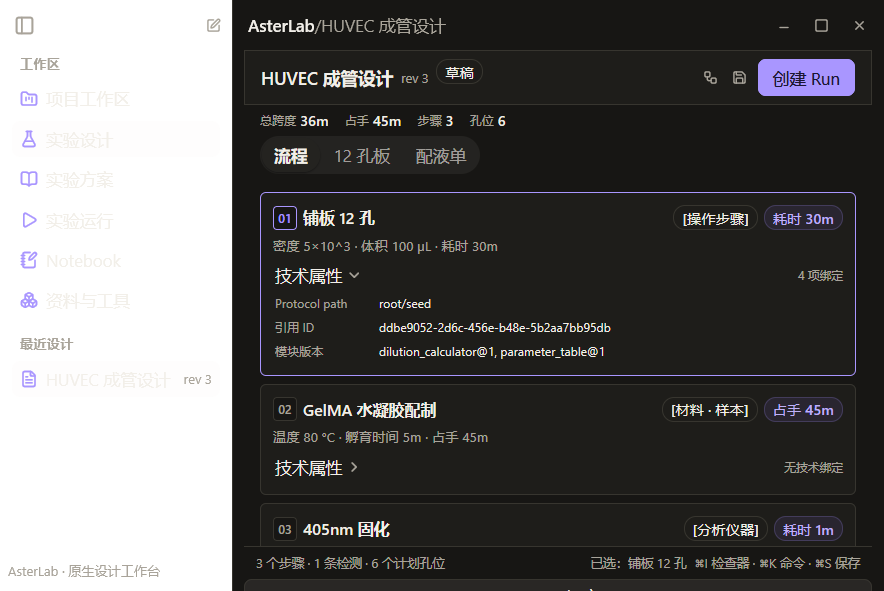 工作区
项目工作区
实验设计
实验方案
实验运行
Notebook
资料与工具
最近设计
HUVEC 成管设计 rev 3
AsterLab · 原生设计工作台
AsterLab/HUVEC 成管设计
HUVEC 成管设计 rev 3 草稿
创建 Run
总跨度 36m 占手 45m 步骤 3 孔位 6
流程 12 孔板 配液单
01 铺板 12 孔 [操作步骤] 耗时 30m
密度 5×10^3 · 体积 100 µL · 耗时 30m
技术属性 4 项绑定
Protocol path root/seed
引用 ID ddbe9052-2d6c-456e-b48e-5b2aa7bb95db
模块版本 dilution_calculator@1, parameter_table@1
02 GelMA 水凝胶配制 [材料 · 样本] 占手 45m
温度 80 °C · 孵育时间 5m · 占手 45m
技术属性 无技术绑定
03 405nm 固化 [分析仪器] 耗时 1m
3 个步骤 · 1 条检测 · 6 个计划孔位 已选: 铺板 12 孔 ⌘I 检查器 · ⌘K 命令 · ⌘S 保存